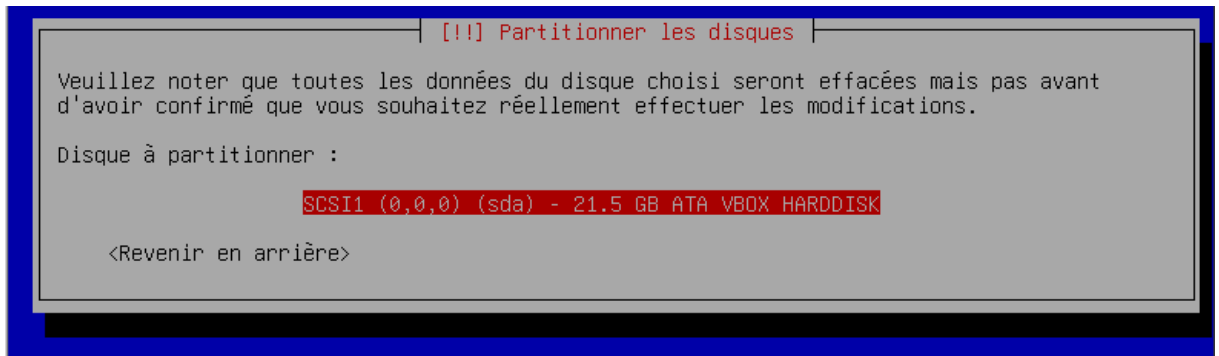 [!!] Partitionner les disques
Veuillez noter que toutes les données du disque choisi seront effacées mais pas avant
d'avoir confirmé que vous souhaitez réellement effectuer les modifications.
Disque à partitionner :
SCSI1 (0,0,0) (sda) - 21.5 GB ATA VBOX HARDDISK
<Revenir en arrière>